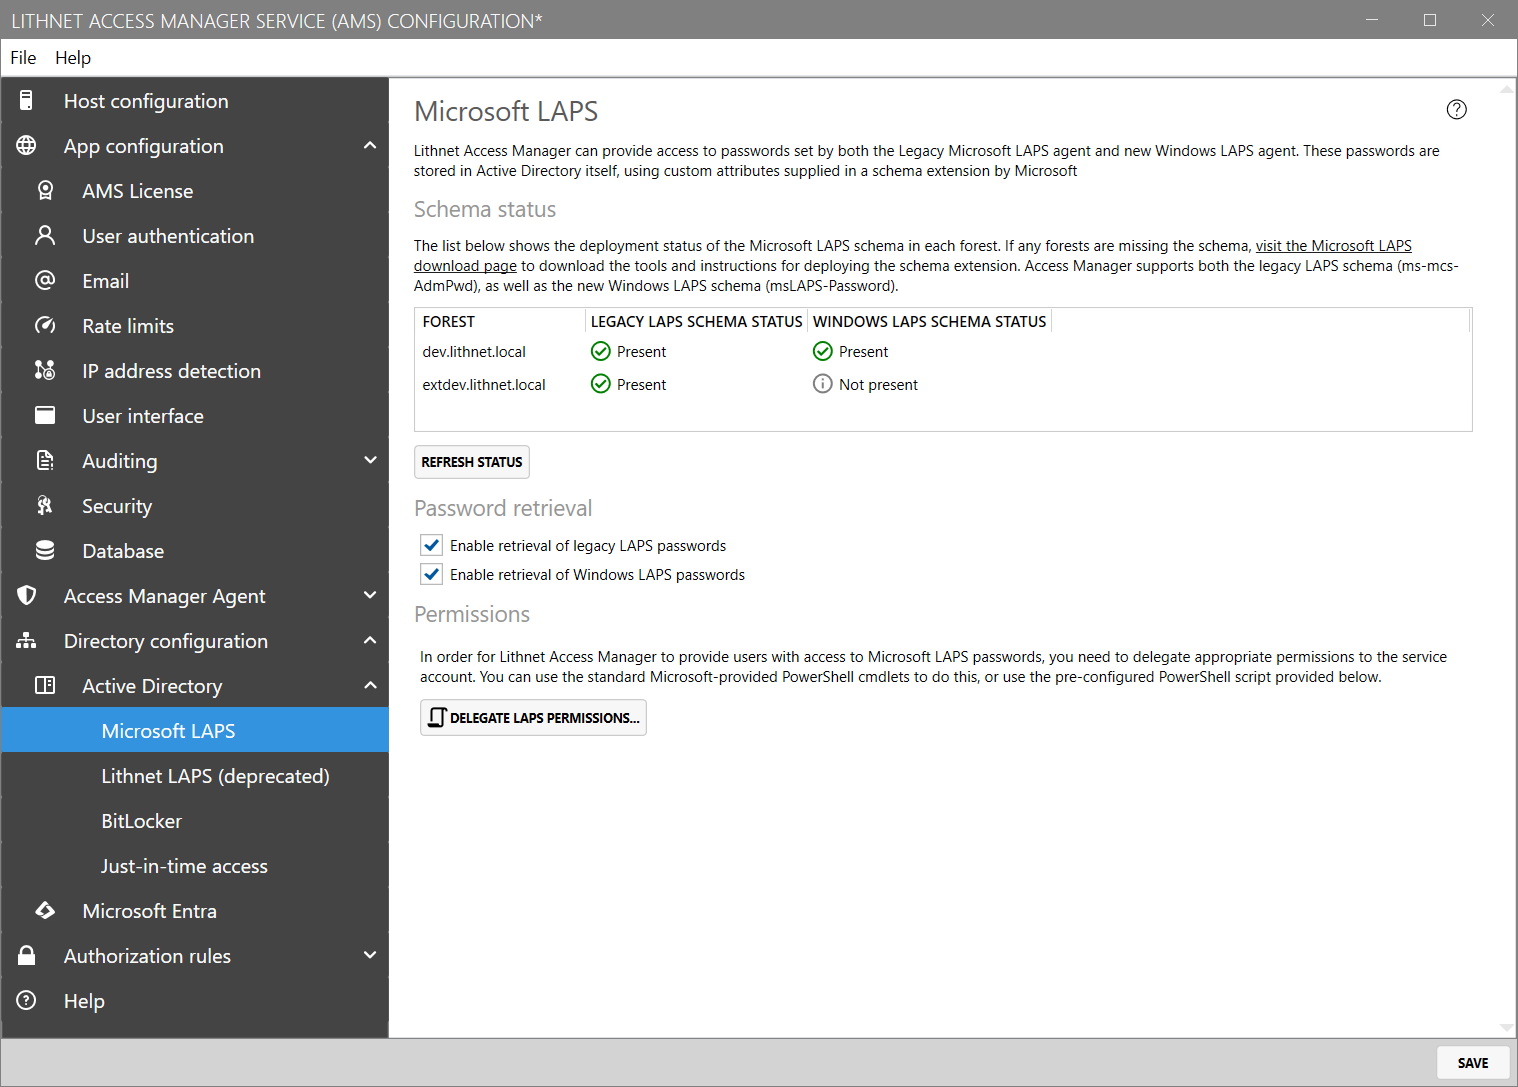 LITHNET ACCESS MANAGER SERVICE (AMS) CONFIGURATION*
File Help
Host configuration
App configuration
AMS License
User authentication
Email
Rate limits
IP address detection
User interface
Auditing
Security
Database
Access Manager Agent
Directory configuration
Active Directory
Microsoft LAPS
Lithnet LAPS (deprecated)
BitLocker
Just-in-time access
Microsoft Entra
Authorization rules
Help
Microsoft LAPS
Lithnet Access Manager can provide access to passwords set by both the Legacy Microsoft LAPS agent and new Windows LAPS agent. These passwords are
stored in Active Directory itself, using custom attributes supplied in a schema extension by Microsoft
Schema status
The list below shows the deployment status of the Microsoft LAPS schema in each forest. If any forests are missing the schema, visit the Microsoft LAPS
download page to download the tools and instructions for deploying the schema extension. Access Manager supports both the legacy LAPS schema (ms-mcs-
AdmPwd), as well as the new Windows LAPS schema (msLAPS-Password).
FOREST LEGACY LAPS SCHEMA STATUS WINDOWS LAPS SCHEMA STATUS
dev.lithnet.local Present Present
extdev.lithnet.local Present Not present
REFRESH STATUS
Password retrieval
Enable retrieval of legacy LAPS passwords
Enable retrieval of Windows LAPS passwords
Permissions
In order for Lithnet Access Manager to provide users with access to Microsoft LAPS passwords, you need to delegate appropriate permissions to the service
account. You can use the standard Microsoft-provided PowerShell cmdlets to do this, or use the pre-configured PowerShell script provided below.
DELEGATE LAPS PERMISSIONS...
SAVE